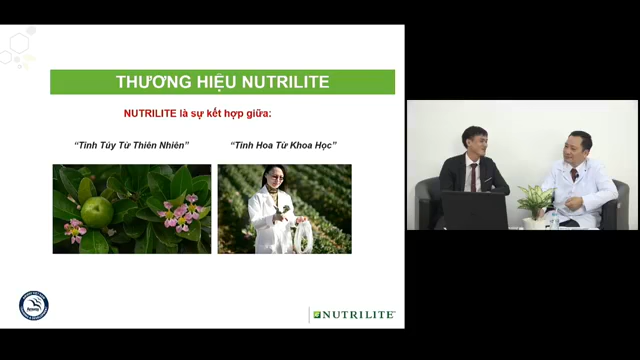 THƯƠNG HIỆU NUTRILITE
NUTRILITE là sự kết hợp giữa:
“Tinh Túy Từ Thiên Nhiên”
“Tinh Hoa Từ Khoa Học”
NUTRILITE